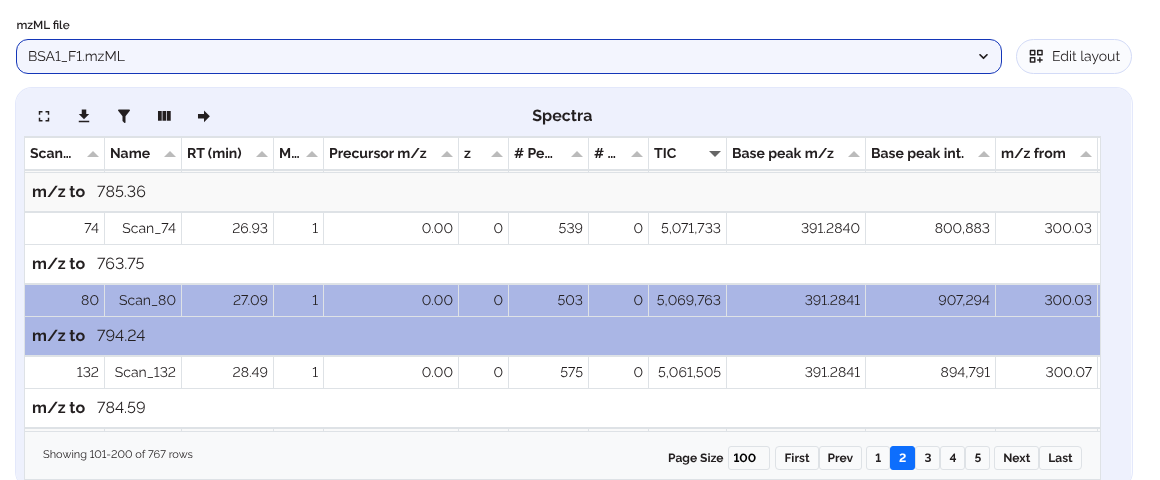 mzML file
BSA1_F1.mzML
Edit layout
Spectra
Scan... Name RT (min) M... Precursor m/z z # Pe... # ... TIC Base peak m/z Base peak int. m/z from
m/z to 785.36
74 Scan_74 26.93 1 0.00 0 539 0 5,071,733 391.2840 800,883 300.03
m/z to 763.75
80 Scan_80 27.09 1 0.00 0 503 0 5,069,763 391.2841 907,294 300.03
m/z to 794.24
132 Scan_132 28.49 1 0.00 0 575 0 5,061,505 391.2841 894,791 300.07
m/z to 784.59
Showing 101-200 of 767 rows Page Size 100 First Prev 1 2 3 4 5 Next Last